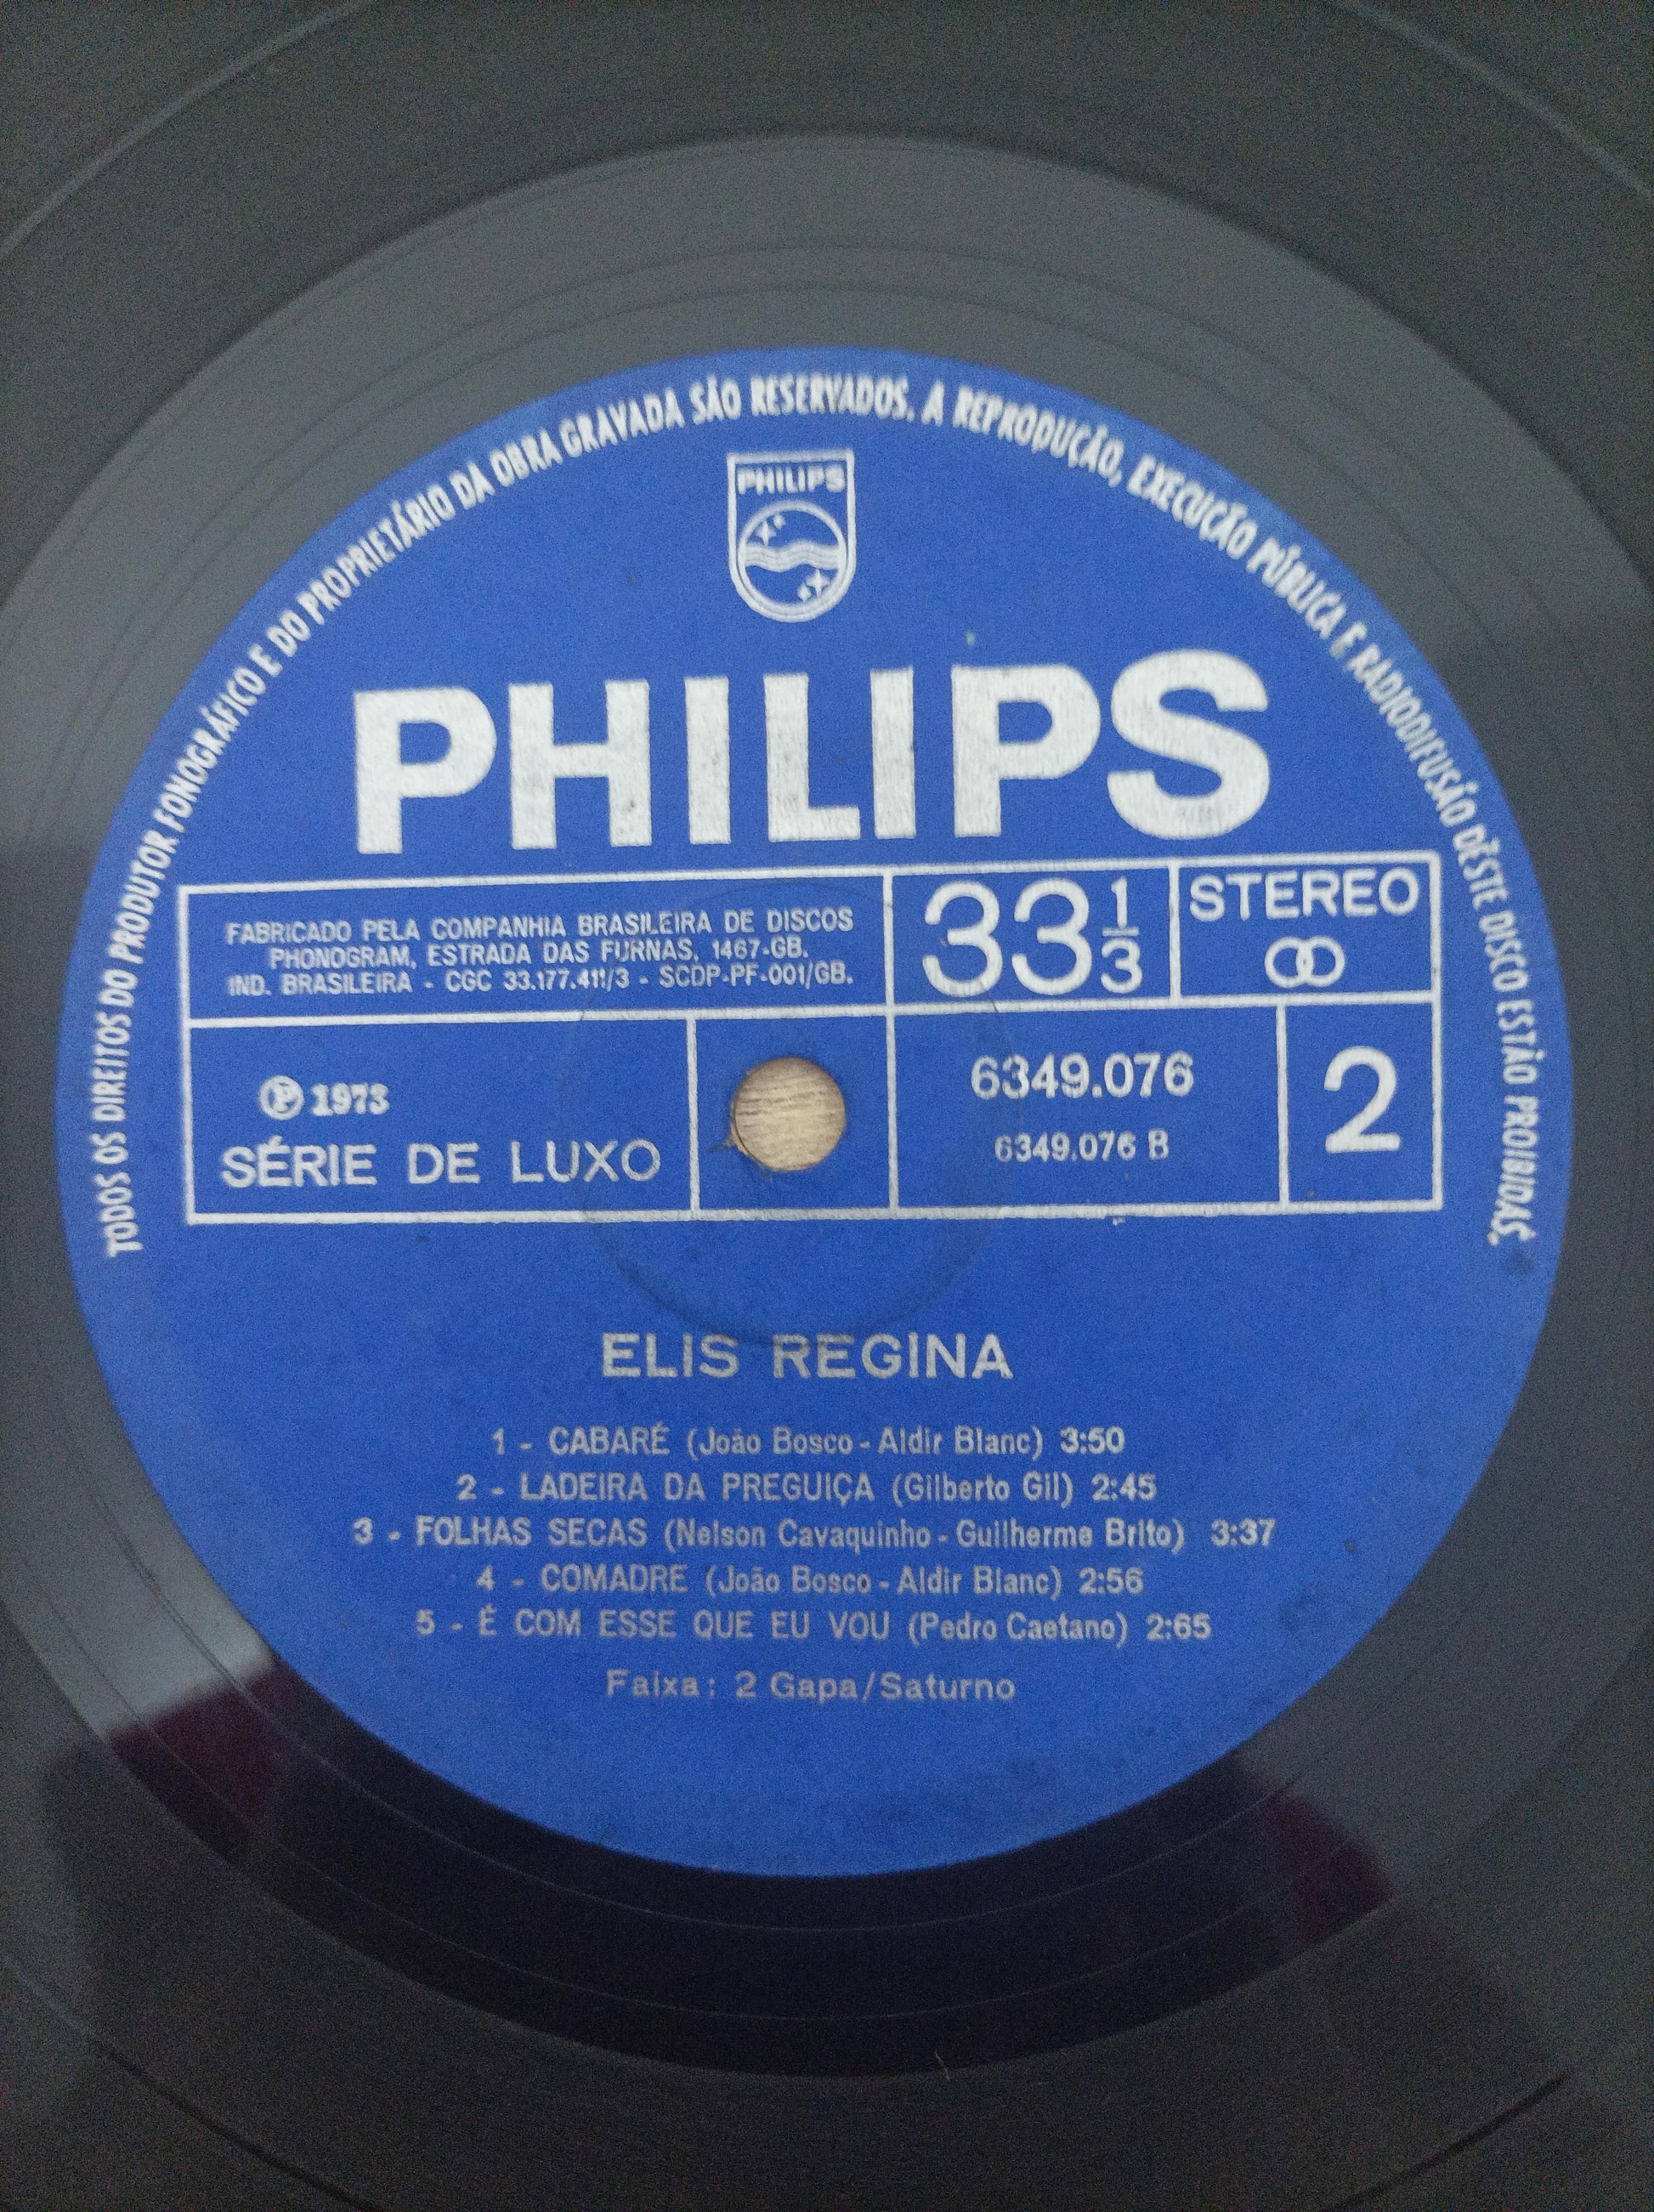 TODOS OS DIREITOS DO PRODUTOR FONOGRÁFICO E DO PROPRIETÁRIO DA OBRA GRAVADA SÃO RESERVADOS. A REPRODUÇÃO, EXECUÇÃO PÚBLICA E RADIODIFUSÃO DÊSTE DISCO ESTÃO PROIBIDAS.
PHILIPS
PHILIPS
FABRICADO PELA COMPANHIA BRASILEIRA DE DISCOS
PHONOGRAM, ESTRADA DAS FURNAS, 1467-GB.
IND. BRASILEIRA - CGC 33.177.411/3 - SCDP-PF-001/GB.
33 1/3
STEREO
Ⓟ 1973
SÉRIE DE LUXO
6349.076
6349.076 B
2
ELIS REGINA
1 - CABARÉ (João Bosco - Aldir Blanc) 3:50
2 - LADEIRA DA PREGUIÇA (Gilberto Gil) 2:45
3 - FOLHAS SECAS (Nelson Cavaquinho - Guilherme Brito) 3:37
4 - COMADRE (João Bosco - Aldir Blanc) 2:56
5 - É COM ESSE QUE EU VOU (Pedro Caetano) 2:65
Faixa: 2 Gapa/Saturno